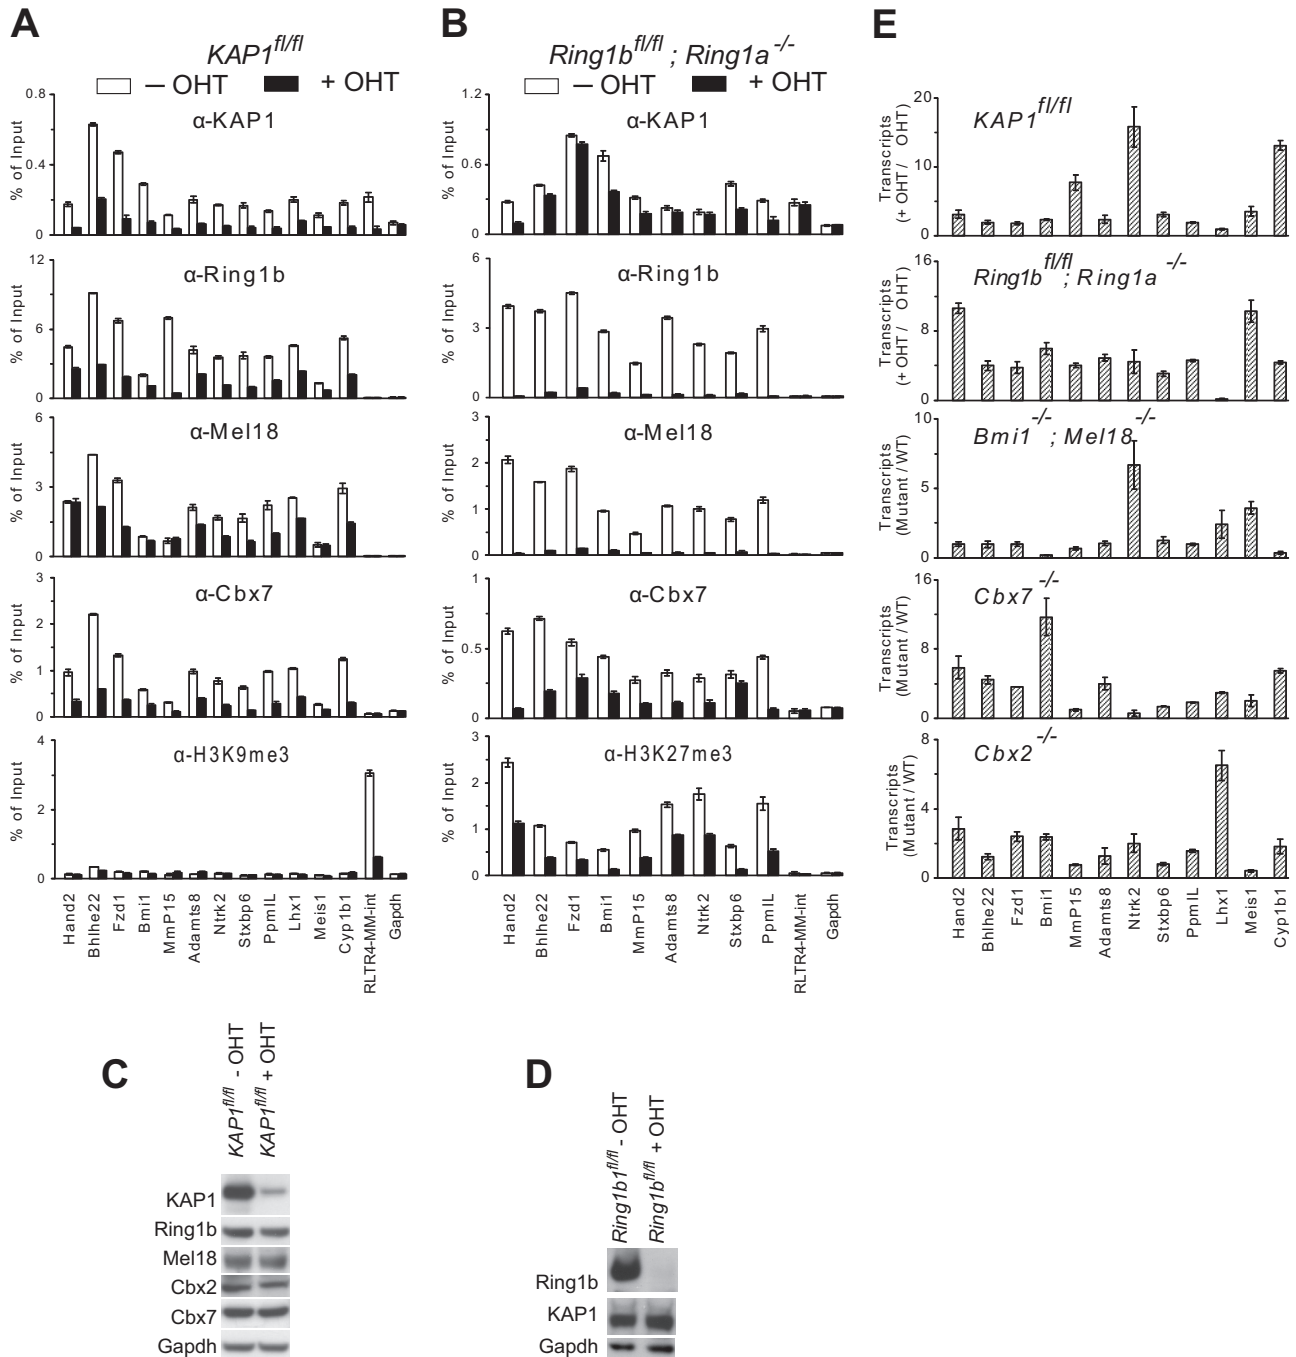 A
KAP1fl/fl
– OHT + OHT
α-KAP1
% of Input
0.8
0.4
0
α-Ring1b
% of Input
12
6
0
α-Mel18
% of Input
6
3
0
α-Cbx7
% of Input
3
2
1
0
α-H3K9me3
% of Input
4
2
0
Hand2
Bhlhe22
Fzd1
Bmi1
MmP15
Adamts8
Ntrk2
Stxbp6
PpmIL
Lhx1
Meis1
Cyp1b1
RLTR4-MM-int
Gapdh
B
Ring1bfl/fl ; Ring1a-/-
– OHT + OHT
α-KAP1
% of Input
1.2
0.6
0
α-Ring1b
% of Input
6
3
0
α-Mel18
% of Input
3
2
1
0
α-Cbx7
% of Input
1
0.5
0
α-H3K27me3
% of Input
3
2
1
0
Hand2
Bhlhe22
Fzd1
Bmi1
MmP15
Adamts8
Ntrk2
Stxbp6
PpmIL
RLTR4-MM-int
Gapdh
E
KAP1fl/fl
Transcripts
(+ OHT / OHT)
20
10
0
Ring1bfl/fl ; Ring1a-/-
Transcripts
(+ OHT / OHT)
16
8
0
Bmi1-/- ; Mel18-/-
Transcripts
(Mutant / WT)
10
5
0
Cbx7-/-
Transcripts
(Mutant / WT)
16
8
0
Cbx2-/-
Transcripts
(Mutant / WT)
8
4
0
Hand2
Bhlhe22
Fzd1
Bmi1
MmP15
Adamts8
Ntrk2
Stxbp6
PpmIL
Lhx1
Meis1
Cyp1b1
C
KAP1fl/fl - OHT
KAP1fl/fl + OHT
KAP1
Ring1b
Mel18
Cbx2
Cbx7
Gapdh
D
Ring1b1fl/fl - OHT
Ring1bfl/fl + OHT
Ring1b
KAP1
Gapdh